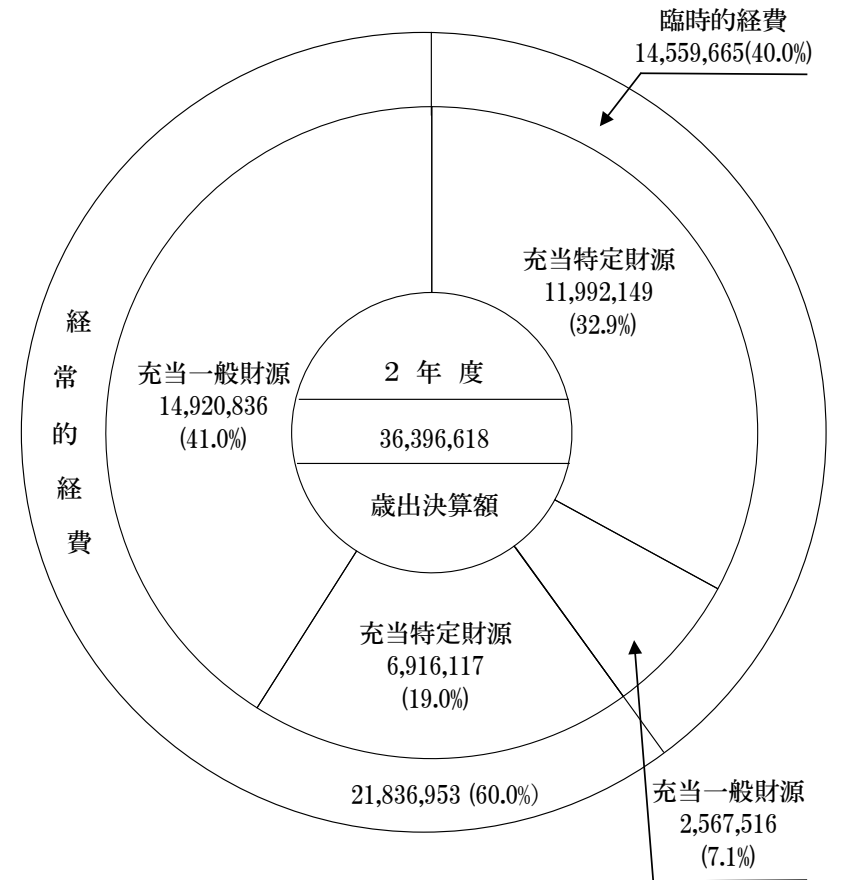 臨時的経費
14,559,665(40.0%)
充当特定財源
11,992,149
(32.9%)
経常的経費
充当一般財源
14,920,836
(41.0%)
２ 年 度
36,396,618
歳出決算額
充当特定財源
6,916,117
(19.0%)
21,836,953 (60.0%)
充当一般財源
2,567,516
(7.1%)